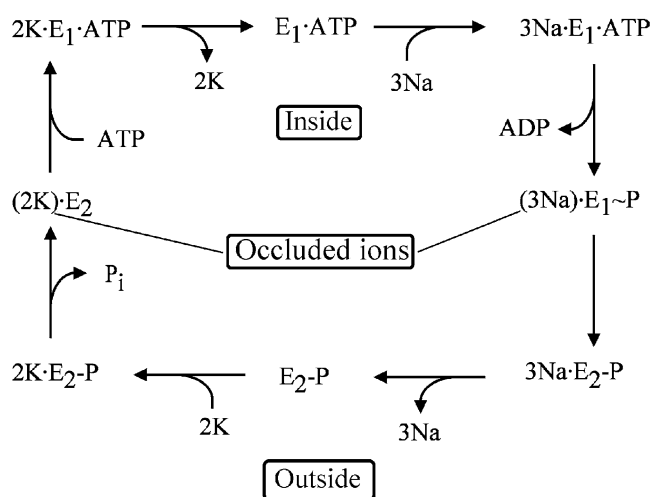 2K·E₁·ATP E₁·ATP 3Na·E₁·ATP
2K 3Na
Inside
ATP ADP
(2K)·E₂ (3Na)·E₁~P
Occluded ions
Pᵢ
2K·E₂-P E₂-P 3Na·E₂-P
2K 3Na
Outside